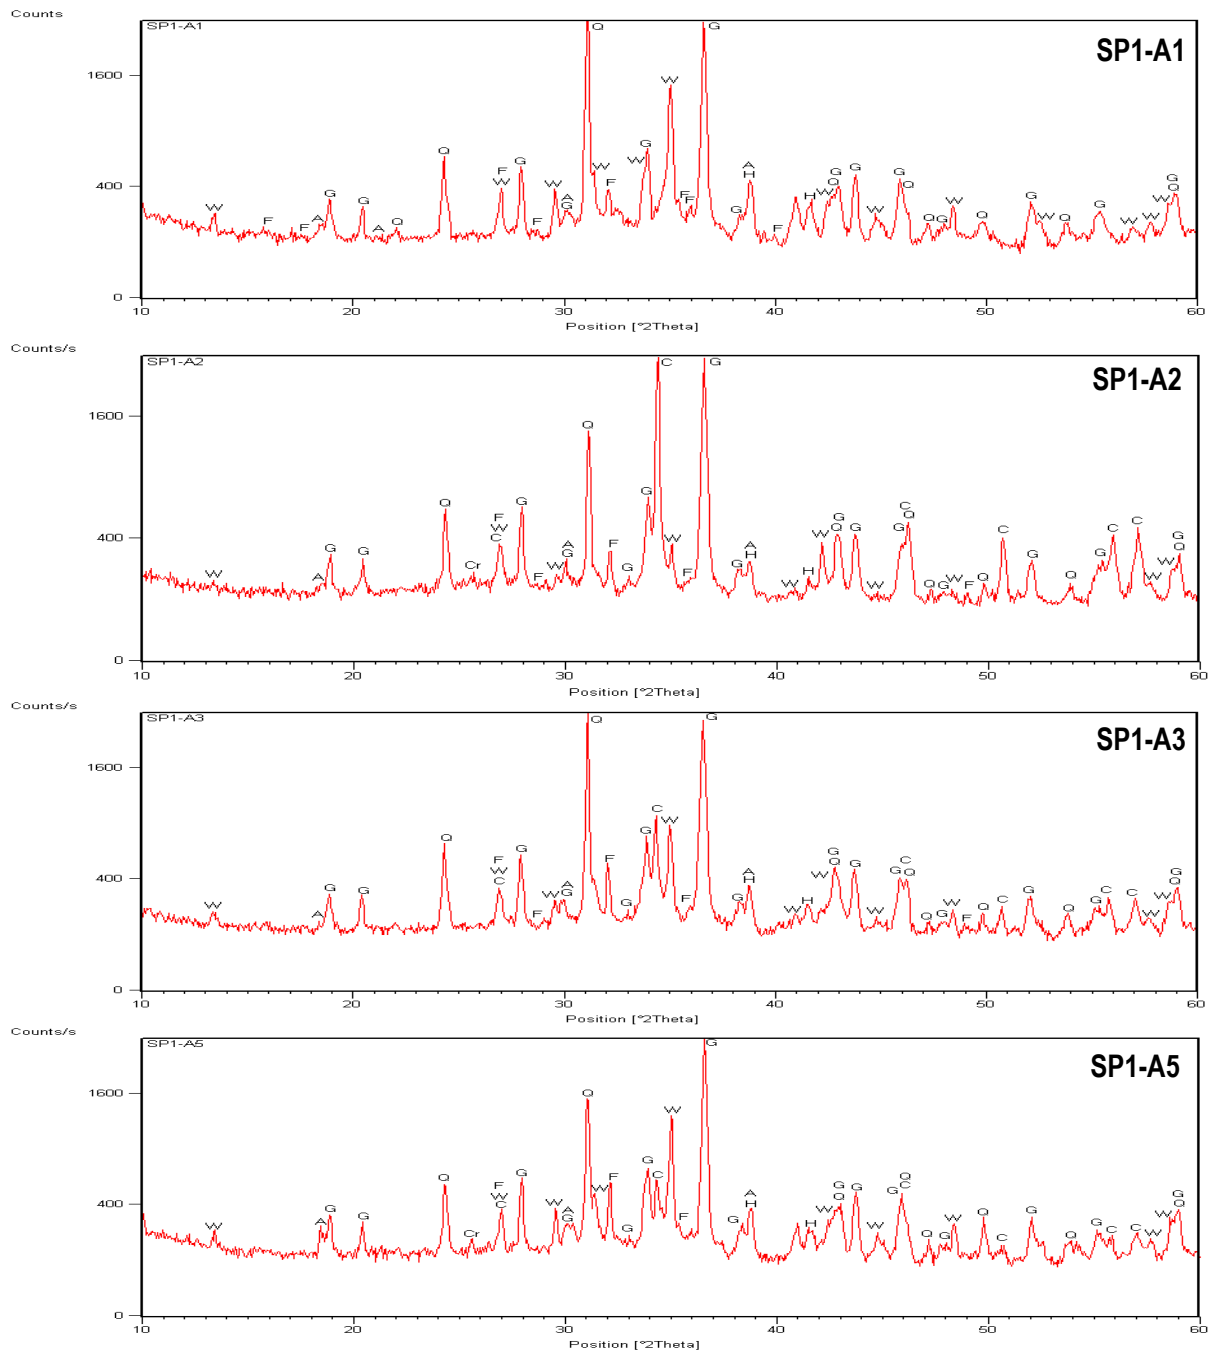 Counts
SP1-A1
SP1-A1
1600
400
0
W F F A G G A Q Q F W G F W A G Q W F W G W F F G G A H F H W G Q G W G Q Q G W Q G W Q G W W W G Q
10 20 30 40 50 60
Position [°2Theta]
Counts/s
SP1-A2
SP1-A2
1600
400
0
W A G G Q Cr F W C G F W A G Q F G G C W F G G A H W H W G Q G W G C Q Q G W F Q C G Q G C C W W G Q
10 20 30 40 50 60
Position [°2Theta]
Counts/s
SP1-A3
SP1-A3
1600
400
0
W A G G Q F W C G F W A G Q F G G C W F G G A H W H W G Q G W G C Q Q G W F Q C G Q G C C W W G Q
10 20 30 40 50 60
Position [°2Theta]
Counts/s
SP1-A5
SP1-A5
1600
400
0
W A G G Q Cr F W C G W A G Q W F G G C W F G G A H H W G Q G W G Q C Q G W Q C G Q G C C W W G Q
10 20 30 40 50 60
Position [°2Theta]